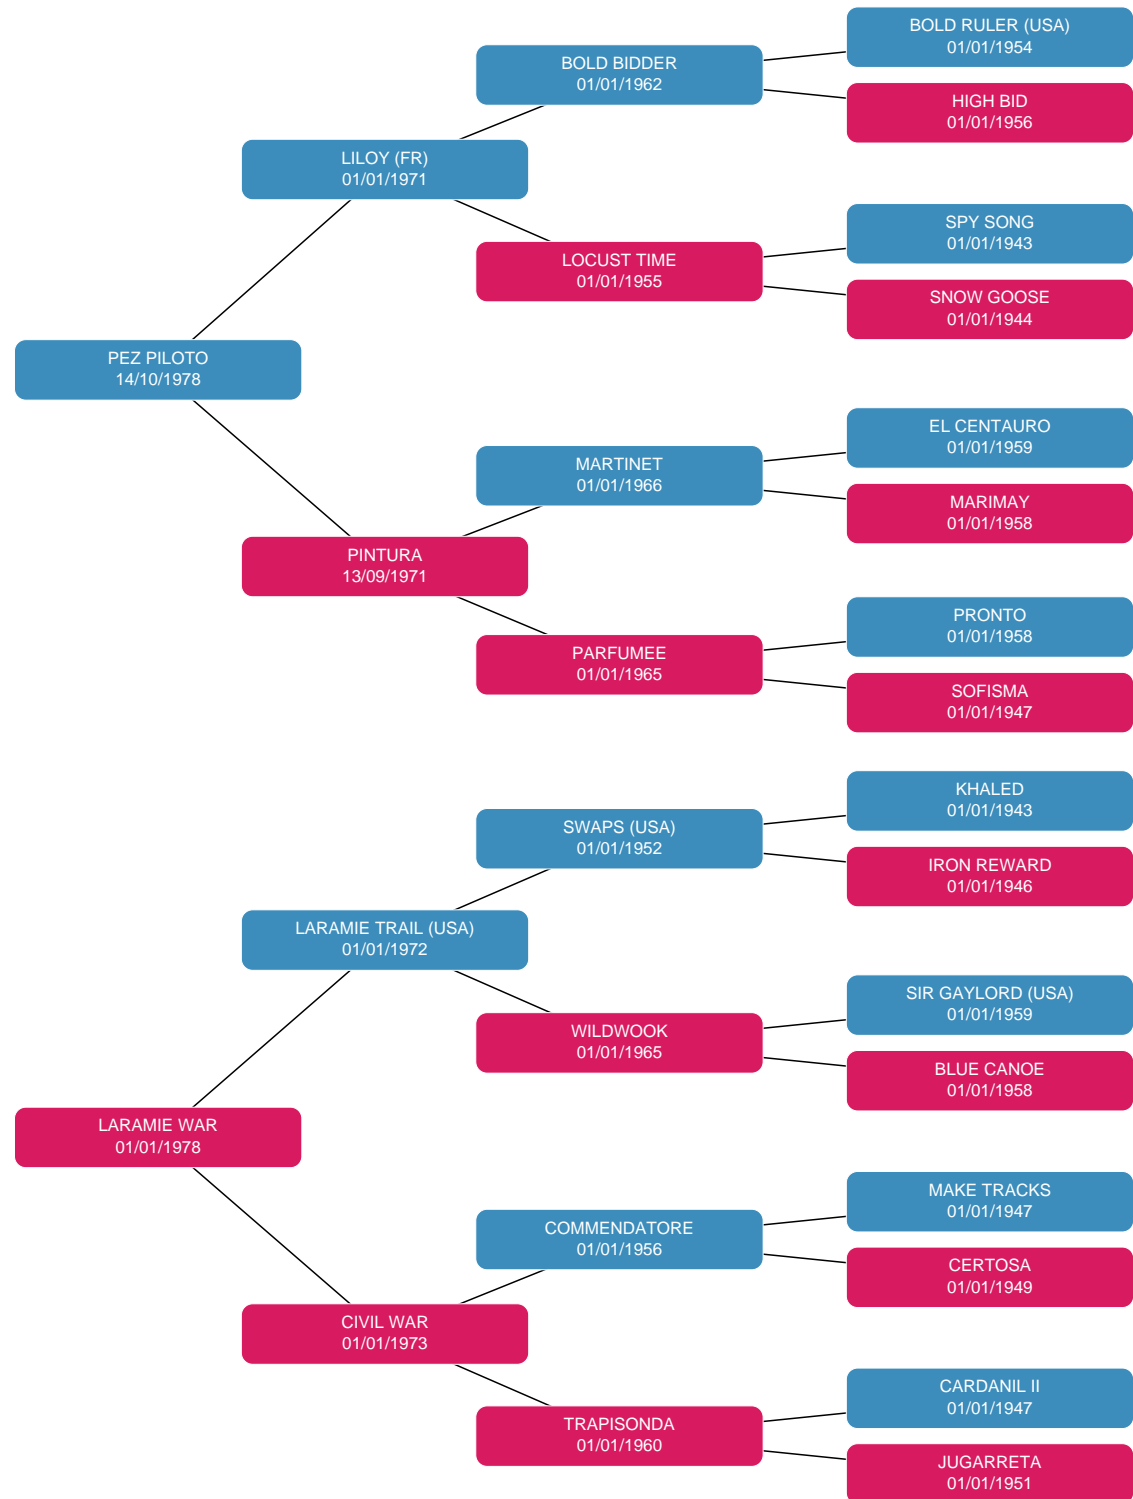 BOLD RULER (USA)
01/01/1954
BOLD BIDDER
01/01/1962
HIGH BID
01/01/1956
LILOY (FR)
01/01/1971
SPY SONG
01/01/1943
LOCUST TIME
01/01/1955
SNOW GOOSE
01/01/1944
PEZ PILOTO
14/10/1978
EL CENTAURO
01/01/1959
MARTINET
01/01/1966
MARIMAY
01/01/1958
PINTURA
13/09/1971
PRONTO
01/01/1958
PARFUMEE
01/01/1965
SOFISMA
01/01/1947
KHALED
01/01/1943
SWAPS (USA)
01/01/1952
IRON REWARD
01/01/1946
LARAMIE TRAIL (USA)
01/01/1972
SIR GAYLORD (USA)
01/01/1959
WILDWOOK
01/01/1965
BLUE CANOE
01/01/1958
LARAMIE WAR
01/01/1978
MAKE TRACKS
01/01/1947
COMMENDATORE
01/01/1956
CERTOSA
01/01/1949
CIVIL WAR
01/01/1973
CARDANIL II
01/01/1947
TRAPISONDA
01/01/1960
JUGARRETA
01/01/1951